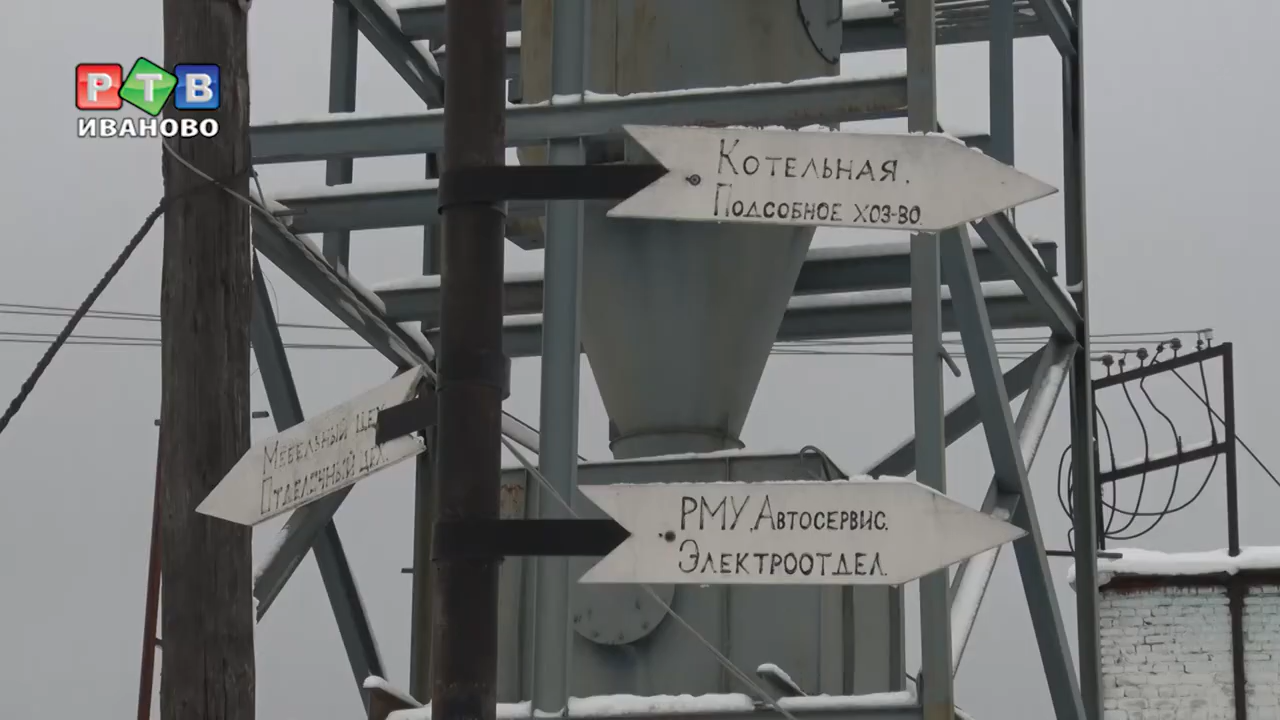 РТВ
ИВАНОВО
КОТЕЛЬНАЯ.
ПОДСОБНОЕ ХОЗ-ВО.
МЕБЕЛЬНЫЙ ЦЕХ
ОТДЕЛОЧНЫЙ ЦЕХ.
РМУ, АВТОСЕРВИС.
ЭЛЕКТРООТДЕЛ.